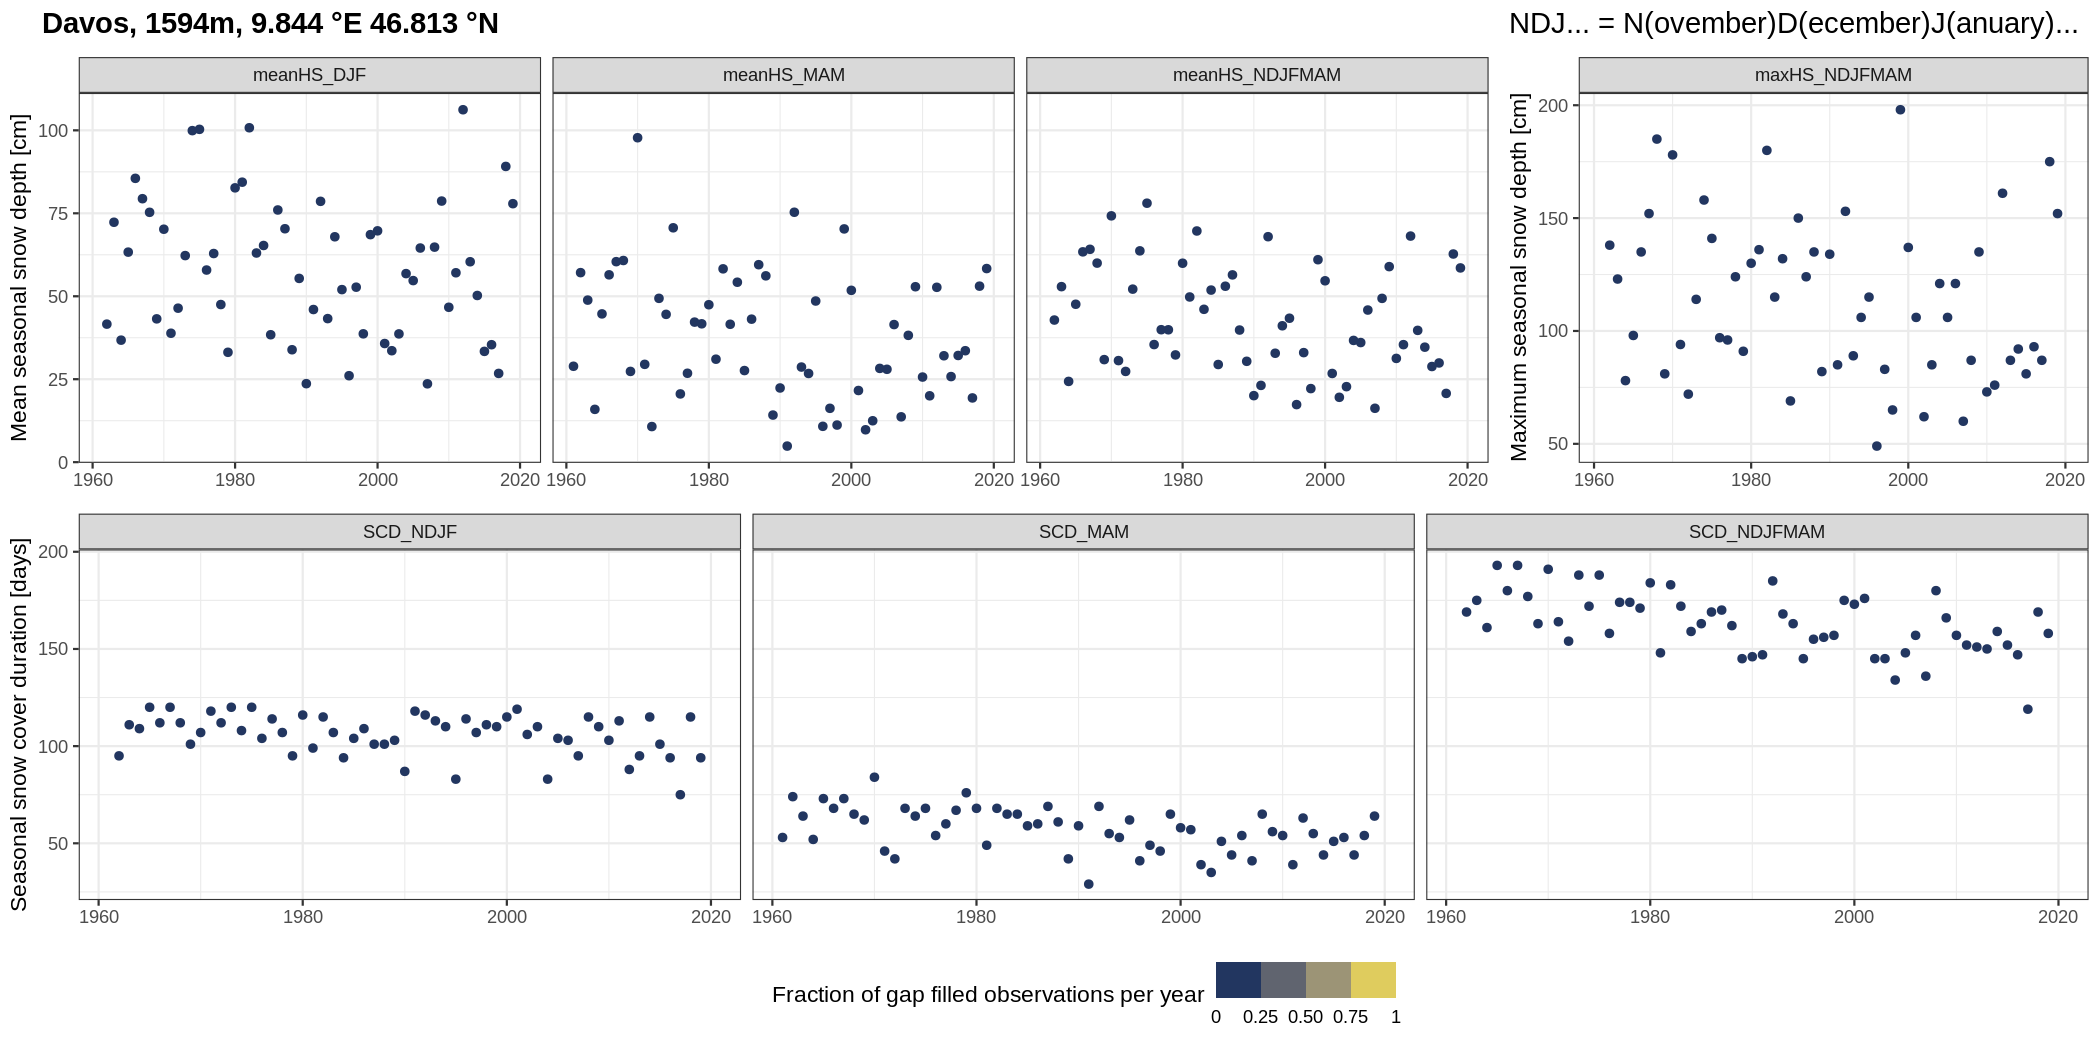 Davos, 1594m, 9.844 °E 46.813 °N
NDJ... = N(ovember)D(ecember)J(anuary)...
meanHS_DJF
meanHS_MAM
meanHS_NDJFMAM
maxHS_NDJFMAM
Mean seasonal snow depth [cm]
100
75
50
25
0
1960 1980 2000 2020
1960 1980 2000 2020
1960 1980 2000 2020
Maximum seasonal snow depth [cm]
200
150
100
50
1960 1980 2000 2020
SCD_NDJF
SCD_MAM
SCD_NDJFMAM
Seasonal snow cover duration [days]
200
150
100
50
1960 1980 2000 2020
1960 1980 2000 2020
1960 1980 2000 2020
Fraction of gap filled observations per year
0 0.25 0.50 0.75 1